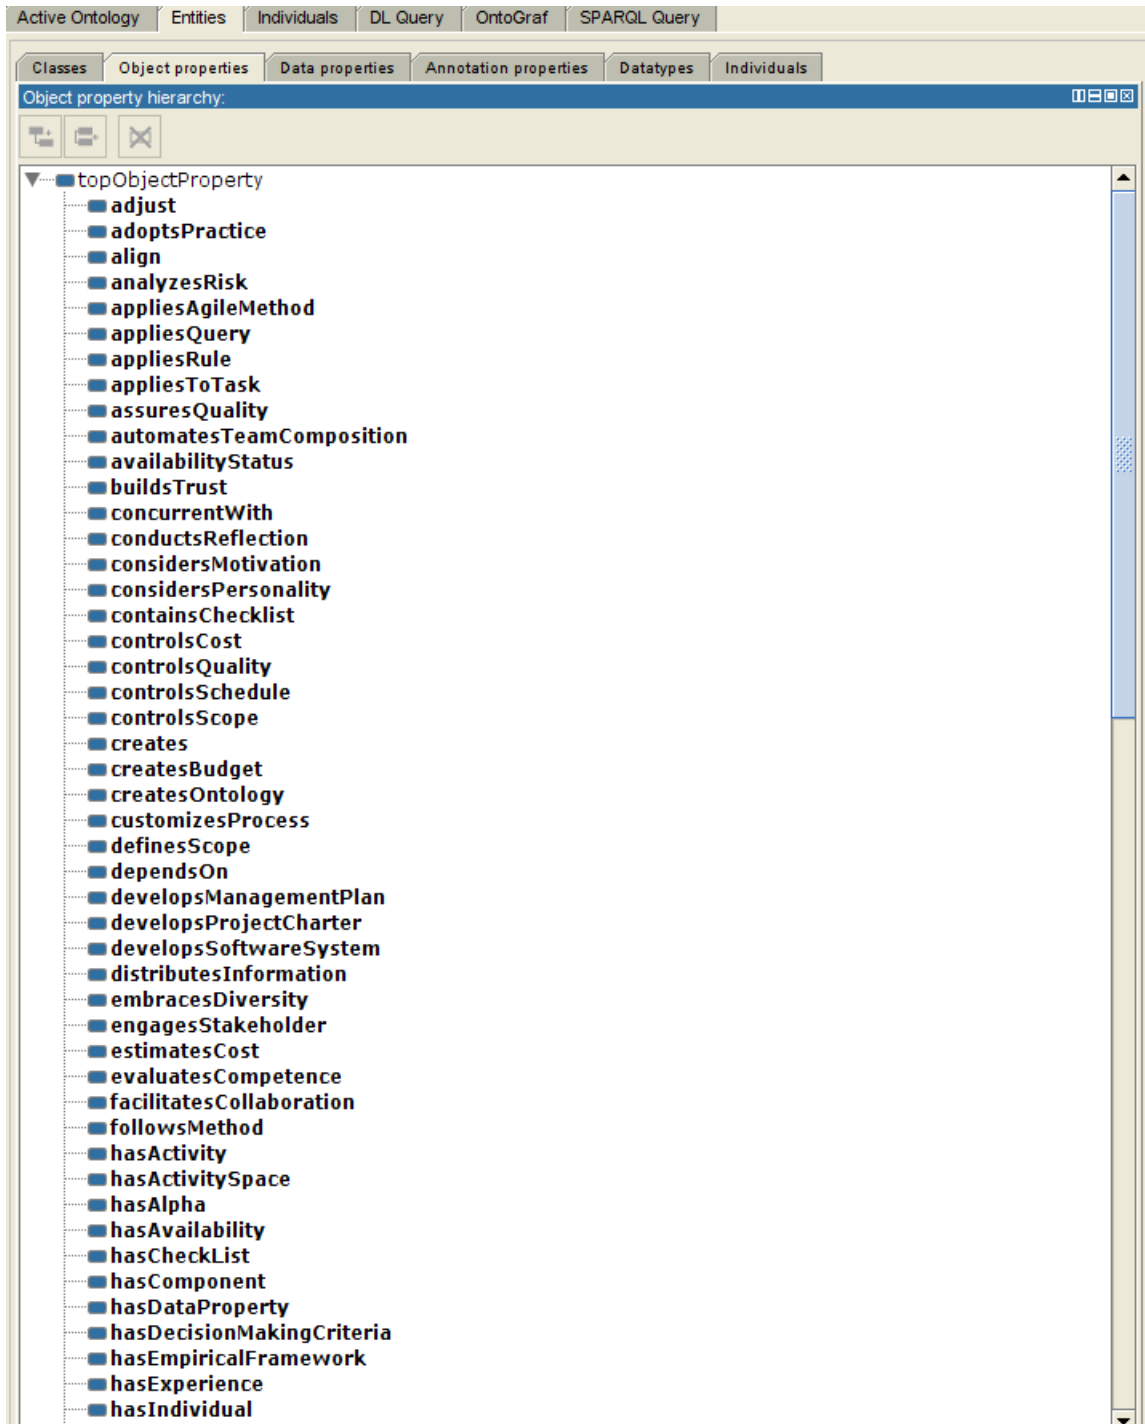 Active Ontology Entities Individuals DL Query OntoGraf SPARQL Query
Classes Object properties Data properties Annotation properties Datatypes Individuals
Object property hierarchy:
topObjectProperty
adjust
adoptsPractice
align
analyzesRisk
appliesAgileMethod
appliesQuery
appliesRule
appliesToTask
assuresQuality
automatesTeamComposition
availabilityStatus
buildsTrust
concurrentWith
conductsReflection
considersMotivation
considersPersonality
containsChecklist
controlsCost
controlsQuality
controlsSchedule
controlsScope
creates
createsBudget
createsOntology
customizesProcess
definesScope
dependsOn
developsManagementPlan
developsProjectCharter
developsSoftwareSystem
distributesInformation
embracesDiversity
engagesStakeholder
estimatesCost
evaluatesCompetence
facilitatesCollaboration
followsMethod
hasActivity
hasActivitySpace
hasAlpha
hasAvailability
hasCheckList
hasComponent
hasDataProperty
hasDecisionMakingCriteria
hasEmpiricalFramework
hasExperience
hasIndividual